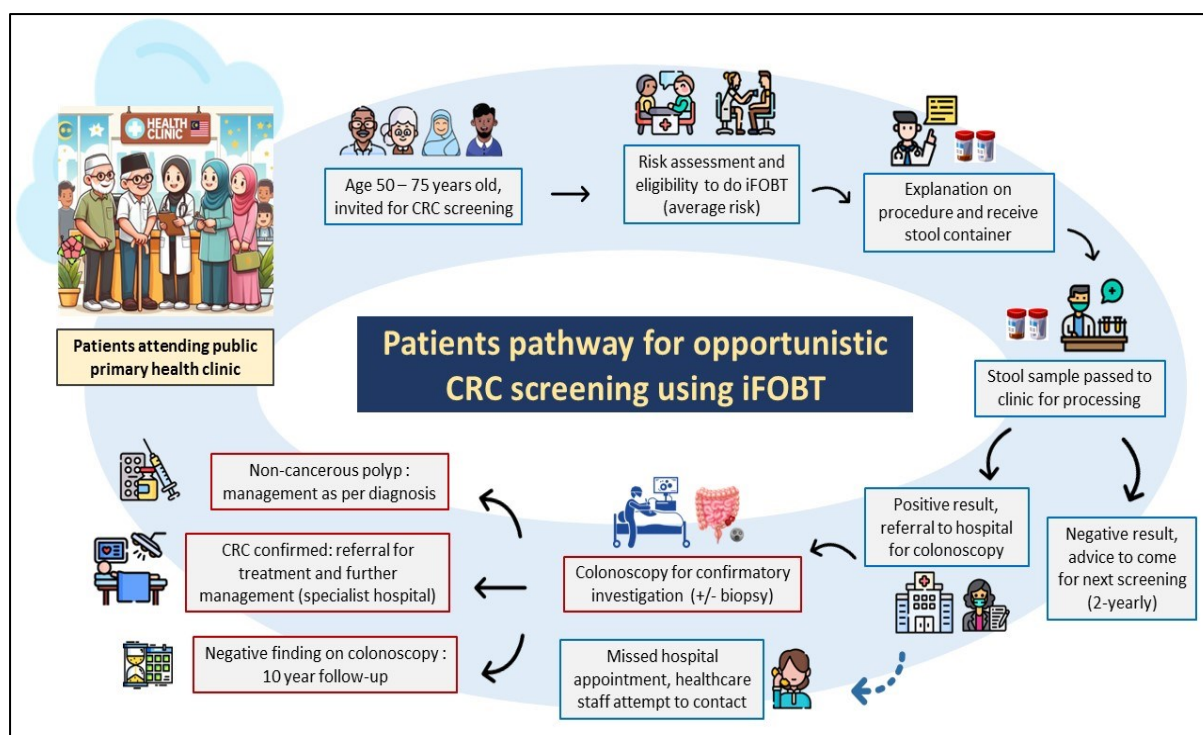 HEALTH
CLINIC
Patients attending public
primary health clinic
Age 50 – 75 years old,
invited for CRC screening
Risk assessment and
eligibility to do iFOBT
(average risk)
Explanation on
procedure and receive
stool container
Stool sample passed to
clinic for processing
Patients pathway for opportunistic
CRC screening using iFOBT
Positive result,
referral to hospital
for colonoscopy
Negative result,
advice to come
for next screening
(2-yearly)
Missed hospital
appointment, healthcare
staff attempt to contact
Colonoscopy for confirmatory
investigation (+/- biopsy)
Non-cancerous polyp :
management as per diagnosis
CRC confirmed: referral for
treatment and further
management (specialist hospital)
Negative finding on colonoscopy :
10 year follow-up